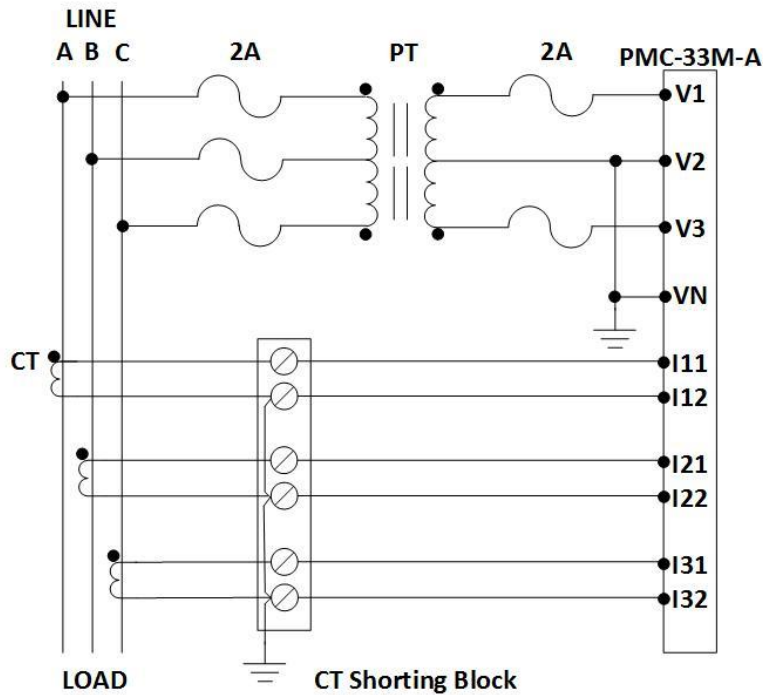 LINE
A B C 2A PT 2A PMC-33M-A
V1
V2
V3
VN
CT I11
I12
I21
I22
I31
I32
LOAD CT Shorting Block